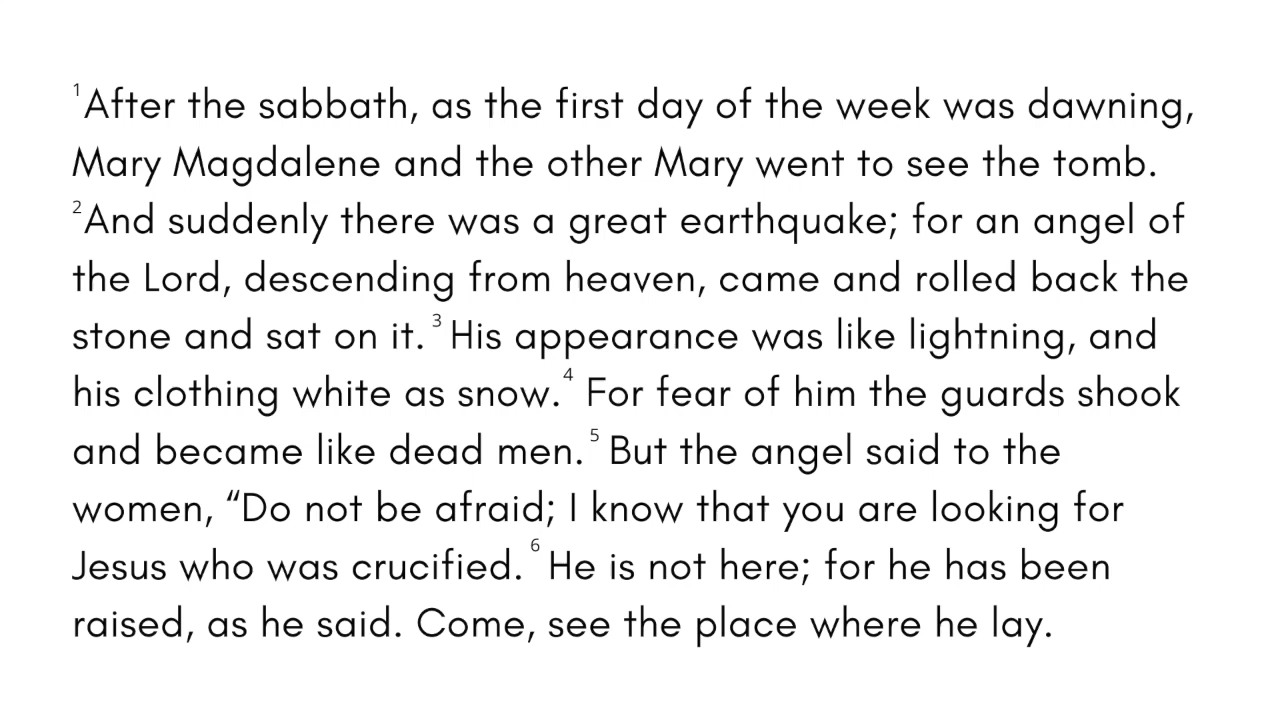 ¹After the sabbath, as the first day of the week was dawning,
Mary Magdalene and the other Mary went to see the tomb.
²And suddenly there was a great earthquake; for an angel of
the Lord, descending from heaven, came and rolled back the
stone and sat on it. ³ His appearance was like lightning, and
his clothing white as snow.⁴ For fear of him the guards shook
and became like dead men. ⁵ But the angel said to the
women, “Do not be afraid; I know that you are looking for
Jesus who was crucified. ⁶ He is not here; for he has been
raised, as he said. Come, see the place where he lay.